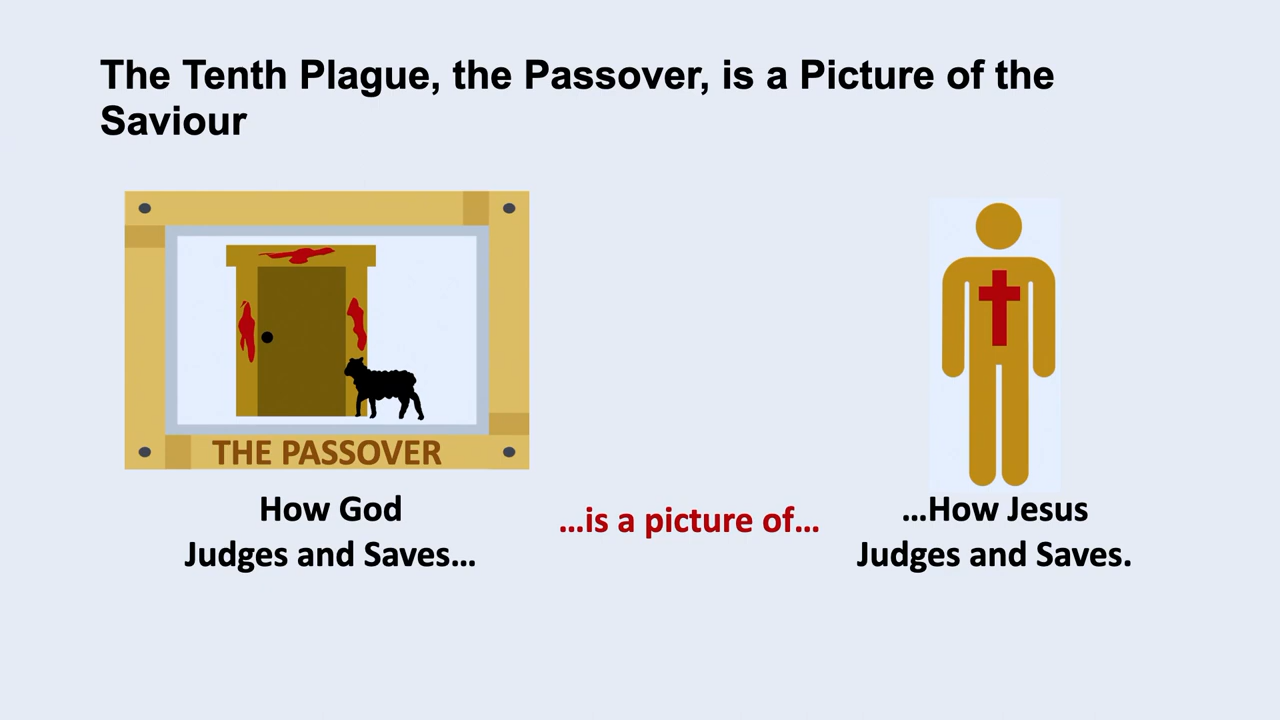 The Tenth Plague, the Passover, is a Picture of the
Saviour
THE PASSOVER
How God
Judges and Saves…
…is a picture of…
…How Jesus
Judges and Saves.